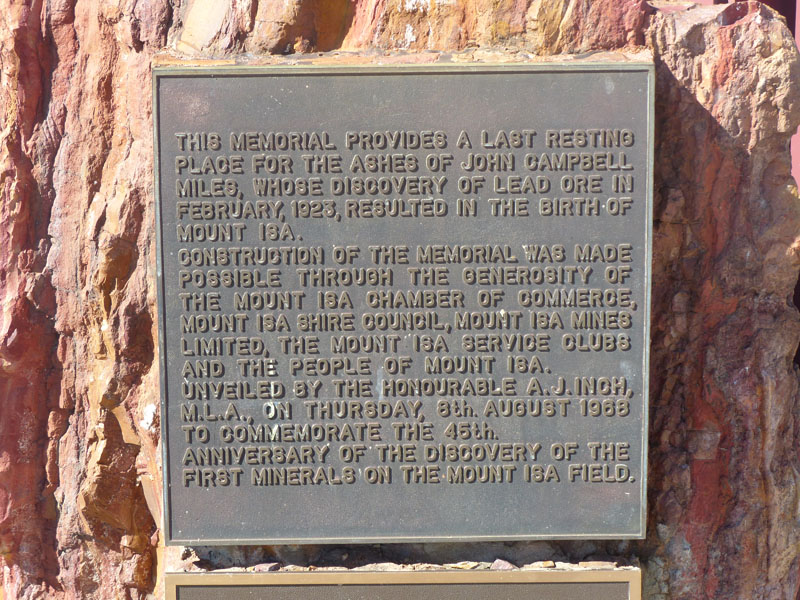 THIS MEMORIAL PROVIDES A LAST RESTING
PLACE FOR THE ASHES OF JOHN CAMPBELL
MILES, WHOSE DISCOVERY OF LEAD ORE IN
FEBRUARY, 1923, RESULTED IN THE BIRTH OF
MOUNT ISA.
CONSTRUCTION OF THE MEMORIAL WAS MADE
POSSIBLE THROUGH THE GENEROSITY OF
THE MOUNT ISA CHAMBER OF COMMERCE,
MOUNT ISA SHIRE COUNCIL, MOUNT ISA MINES
LIMITED, THE MOUNT ISA SERVICE CLUBS
AND THE PEOPLE OF MOUNT ISA.
UNVEILED BY THE HONOURABLE A.J. INCH,
M.L.A., ON THURSDAY, 8th. AUGUST 1968
TO COMMEMORATE THE 45th.
ANNIVERSARY OF THE DISCOVERY OF THE
FIRST MINERALS ON THE MOUNT ISA FIELD.